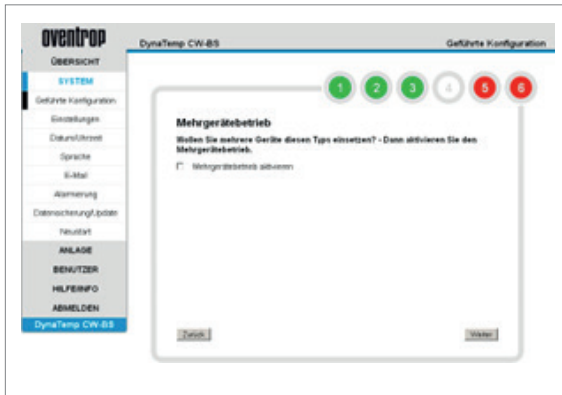 oventrop
DynaTemp CW-BS
Geführte Konfiguration
ÜBERSICHT
SYSTEM
Geführte Konfiguration
Einstellungen
Datum/Uhrzeit
Sprache
E-Mail
Alarmierung
Datensicherung/Update
Neustart
ANLAGE
BENUTZER
HILFE/INFO
ABMELDEN
DynaTemp CW-BS
1 2 3 4 5 6
Mehrgerätebetrieb
Wollen Sie mehrere Geräte diesen Typs einsetzen? - Dann aktivieren Sie den
Mehrgerätebetrieb.
Mehrgerätebetrieb aktivieren
Zurück
Weiter